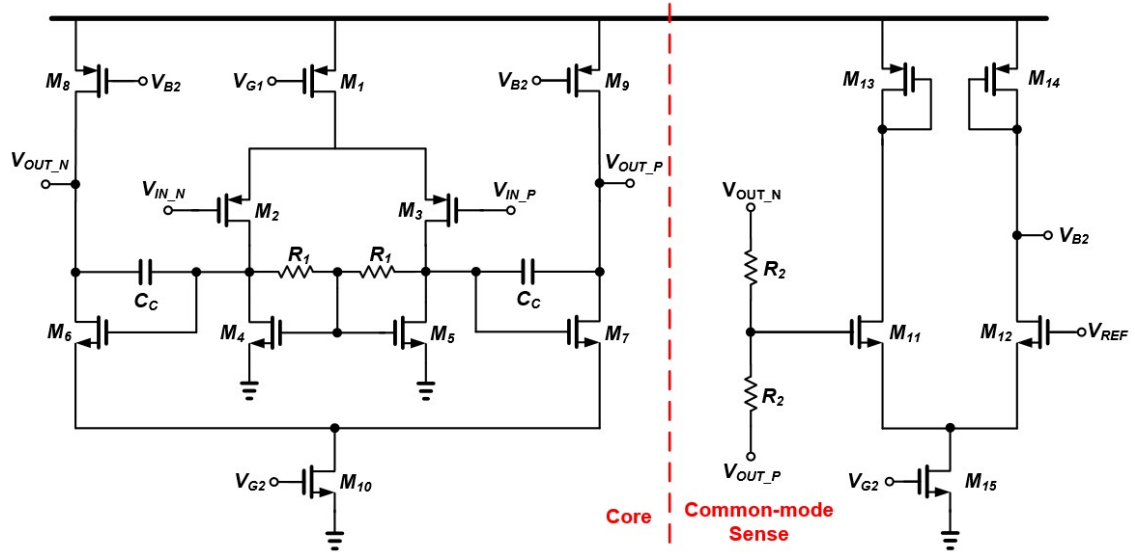 M8
VB2
VG1
M1
VB2
M9
M13
M14
VOUT_N
VOUT_P
VIN_N
M2
M3
VIN_P
VOUT_N
VB2
R1
R1
R2
CC
CC
M6
M4
M5
M7
M11
M12
VREF
R2
VG2
M10
VOUT_P
VG2
M15
Core
Common-mode
Sense